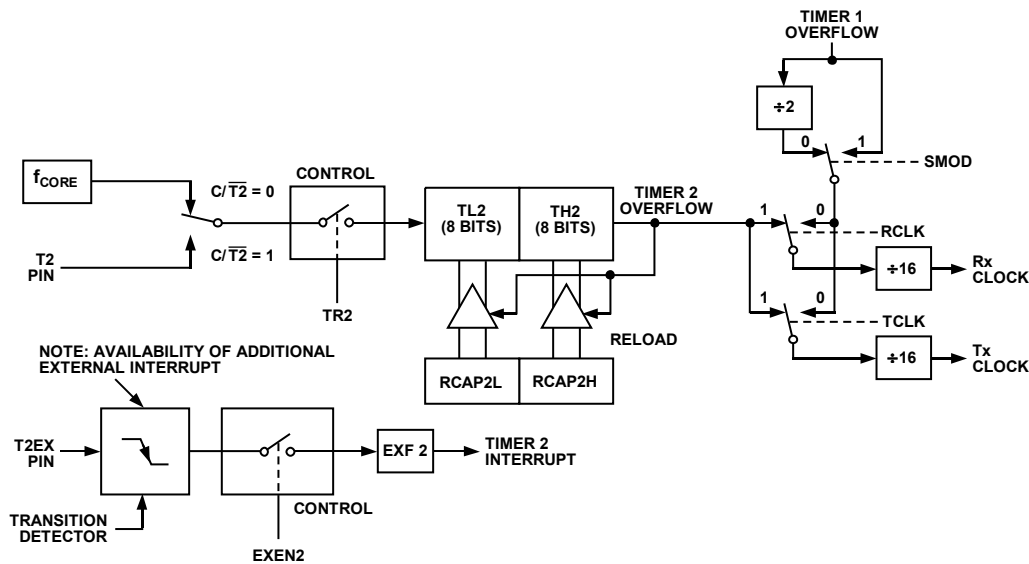 TIMER 1
OVERFLOW
÷2
0
1
SMOD
fCORE
C/T2 = 0
CONTROL
TL2
(8 BITS)
TH2
(8 BITS)
TIMER 2
OVERFLOW
1
0
RCLK
T2
PIN
C/T2 = 1
÷16
Rx
CLOCK
TR2
1
0
TCLK
RELOAD
÷16
Tx
CLOCK
NOTE: AVAILABILITY OF ADDITIONAL
EXTERNAL INTERRUPT
RCAP2L
RCAP2H
T2EX
PIN
EXF 2
TIMER 2
INTERRUPT
CONTROL
TRANSITION
DETECTOR
EXEN2